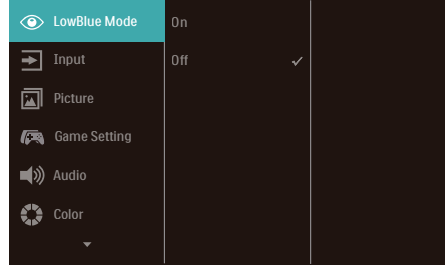 LowBlue Mode
On
Input
Off
Picture
Game Setting
Audio
Color